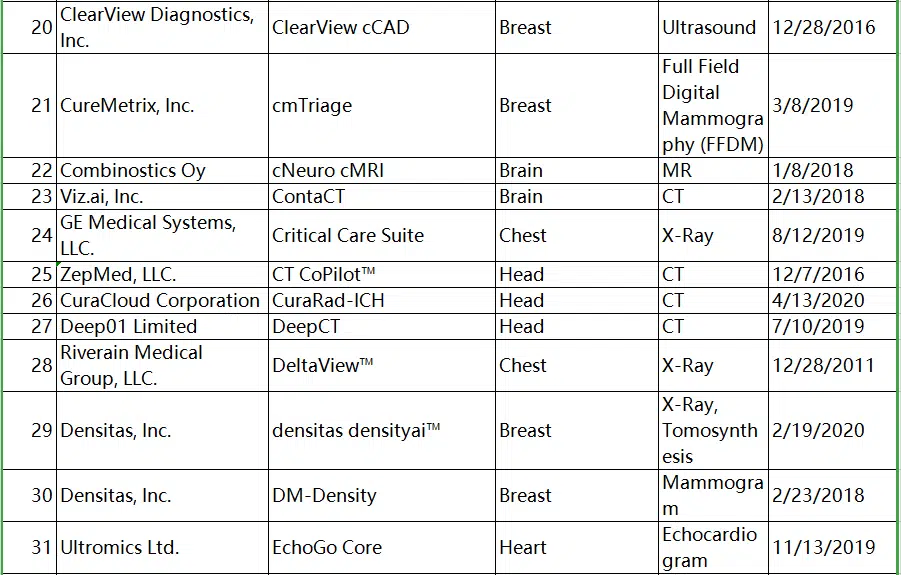 20 ClearView Diagnostics, Inc. ClearView cCAD Breast Ultrasound 12/28/2016
21 CureMetrix, Inc. cmTriage Breast Full Field Digital Mammography (FFDM) 3/8/2019
22 Combinostics Oy cNeuro cMRI Brain MR 1/8/2018
23 Viz.ai, Inc. ContaCT Brain CT 2/13/2018
24 GE Medical Systems, LLC. Critical Care Suite Chest X-Ray 8/12/2019
25 ZepMed, LLC. CT CoPilot™ Head CT 12/7/2016
26 CuraCloud Corporation CuraRad-ICH Head CT 4/13/2020
27 Deep01 Limited DeepCT Head CT 7/10/2019
28 Riverain Medical Group, LLC. DeltaView™ Chest X-Ray 12/28/2011
29 Densitas, Inc. densitas densityai™ Breast X-Ray, Tomosynthesis 2/19/2020
30 Densitas, Inc. DM-Density Breast Mammogram 2/23/2018
31 Ultromics Ltd. EchoGo Core Heart Echocardiogram 11/13/2019